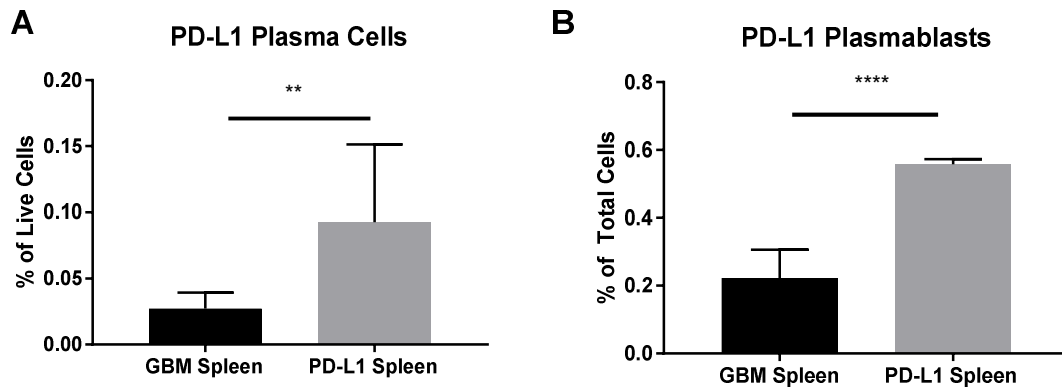 A
PD-L1 Plasma Cells
% of Live Cells
0.20
0.15
0.10
0.05
0.00
**
GBM Spleen
PD-L1 Spleen
B
PD-L1 Plasmablasts
% of Total Cells
0.8
0.6
0.4
0.2
0.0
****
GBM Spleen
PD-L1 Spleen